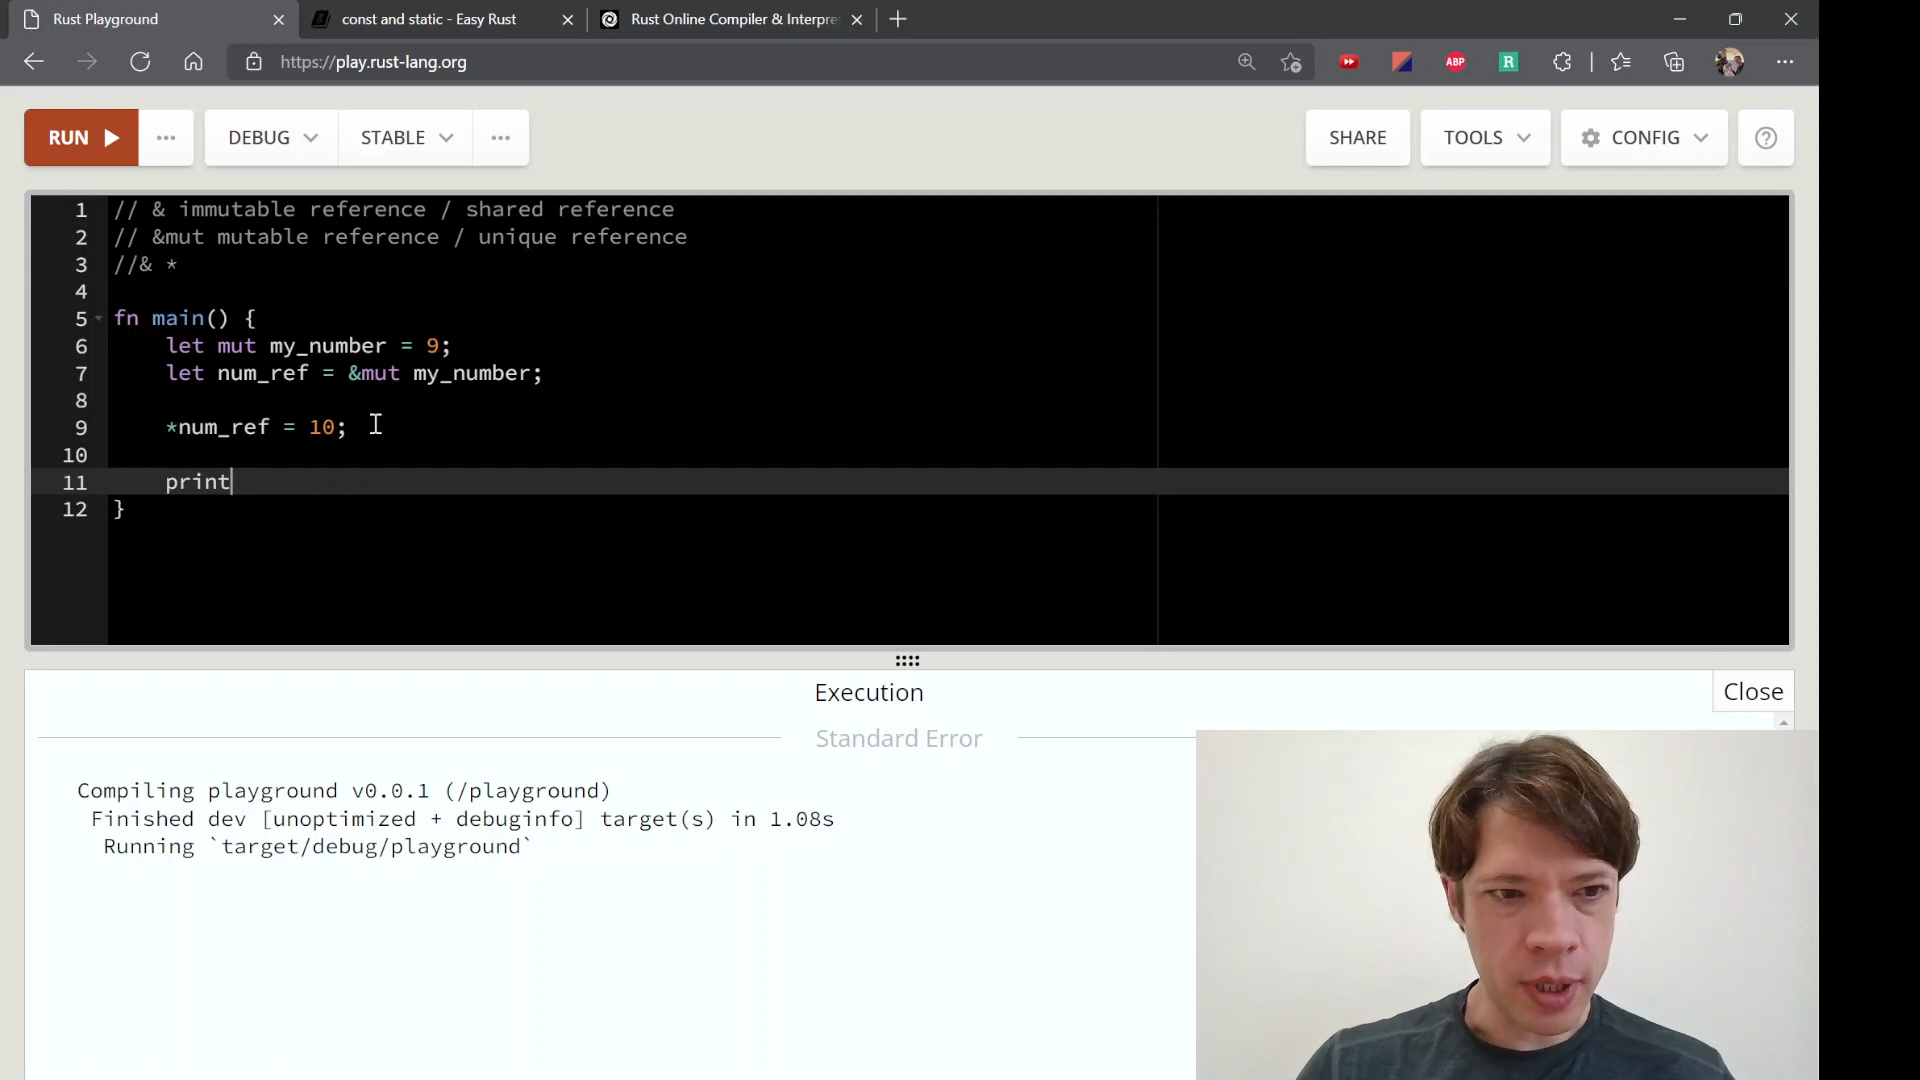 Rust Playground
const and static - Easy Rust
Rust Online Compiler & Interpre
https://play.rust-lang.org
ABP
R
RUN
DEBUG
STABLE
SHARE
TOOLS
CONFIG
1 // & immutable reference / shared reference
2 // &mut mutable reference / unique reference
3 //& *
4
5 fn main() {
6 let mut my_number = 9;
7 let num_ref = &mut my_number;
8
9 *num_ref = 10;
10
11 print
12 }
Execution
Close
Standard Error
Compiling playground v0.0.1 (/playground)
Finished dev [unoptimized + debuginfo] target(s) in 1.08s
Running `target/debug/playground`